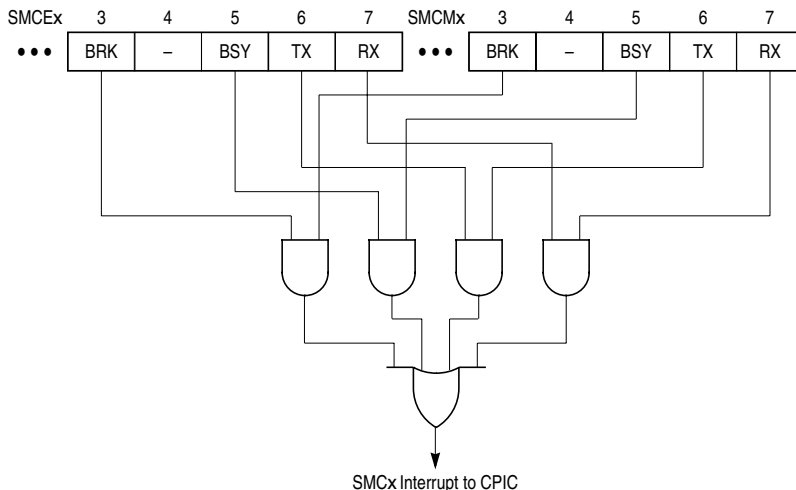 SMCEx 3 4 5 6 7 SMCMx 3 4 5 6 7
••• BRK – BSY TX RX ••• BRK – BSY TX RX
SMCx Interrupt to CPIC